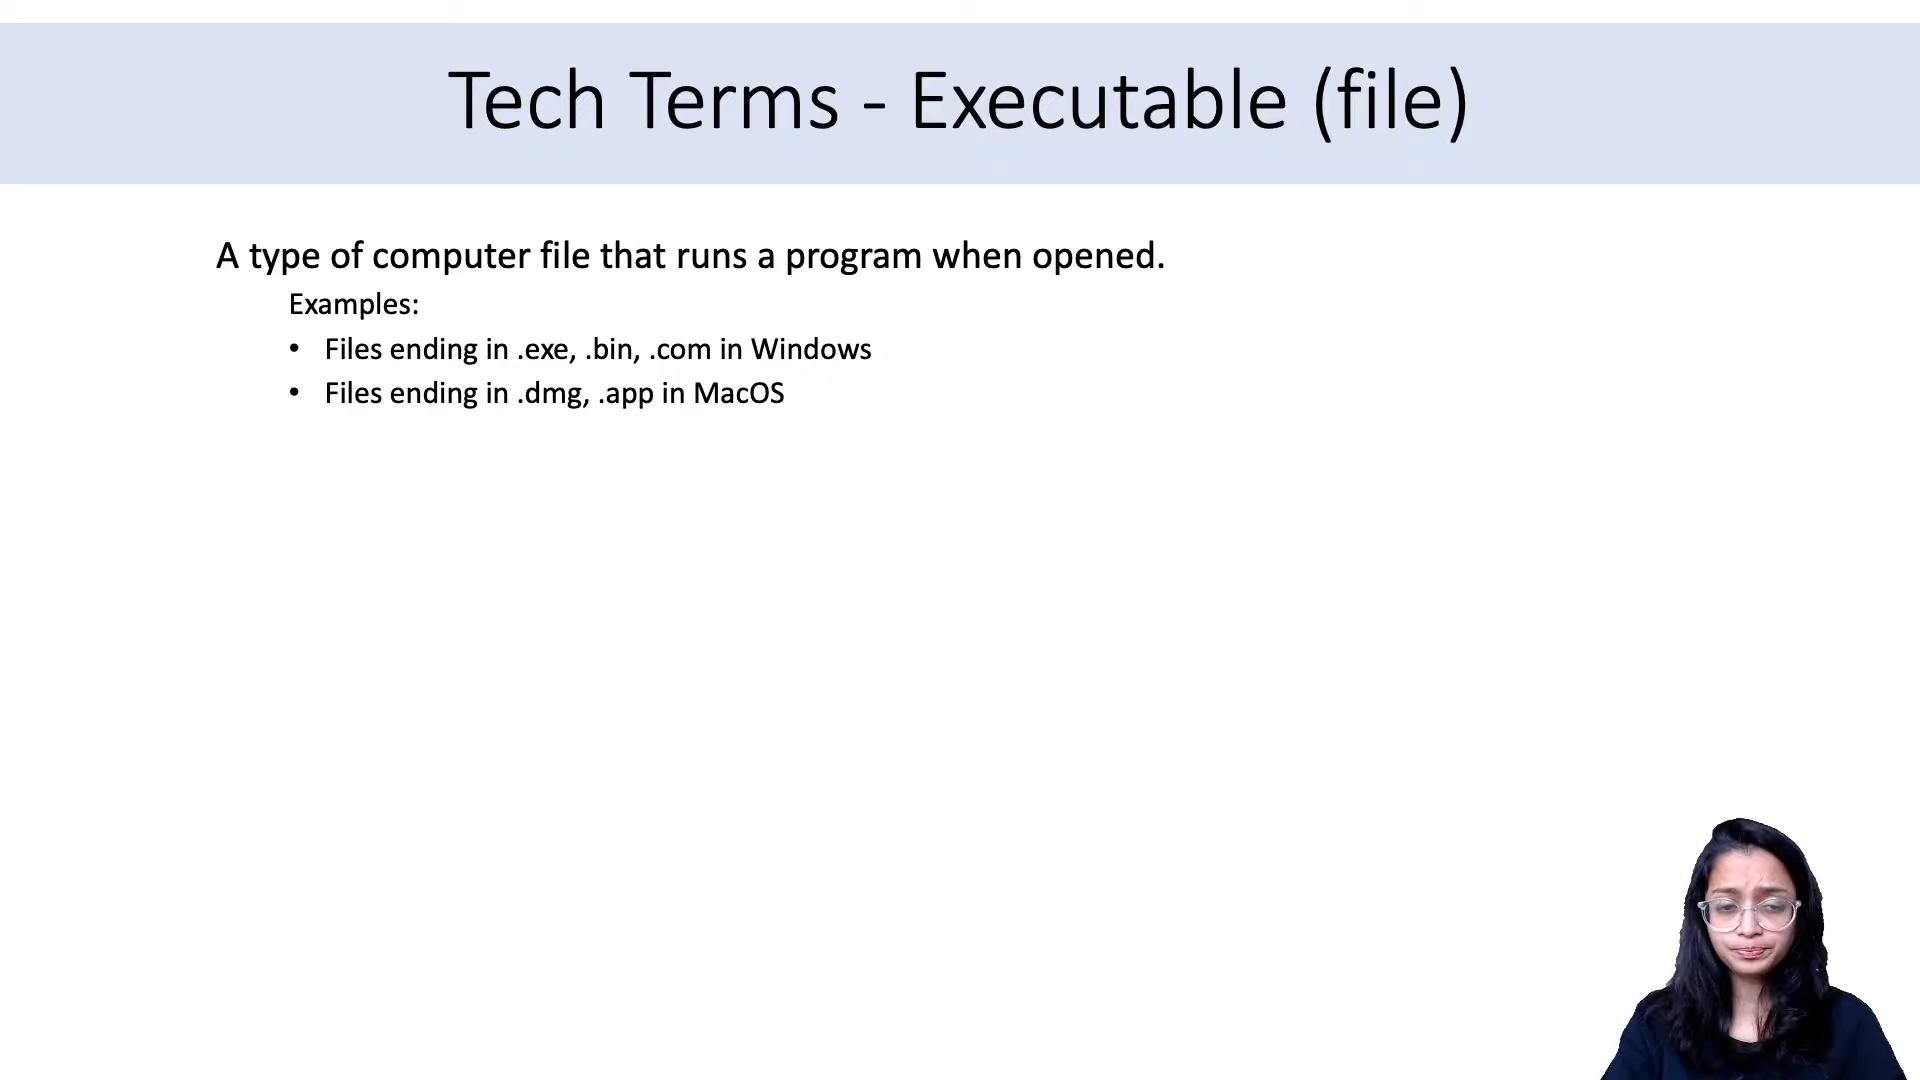 Tech Terms - Executable (file)
A type of computer file that runs a program when opened.
Examples:
• Files ending in .exe, .bin, .com in Windows
• Files ending in .dmg, .app in MacOS